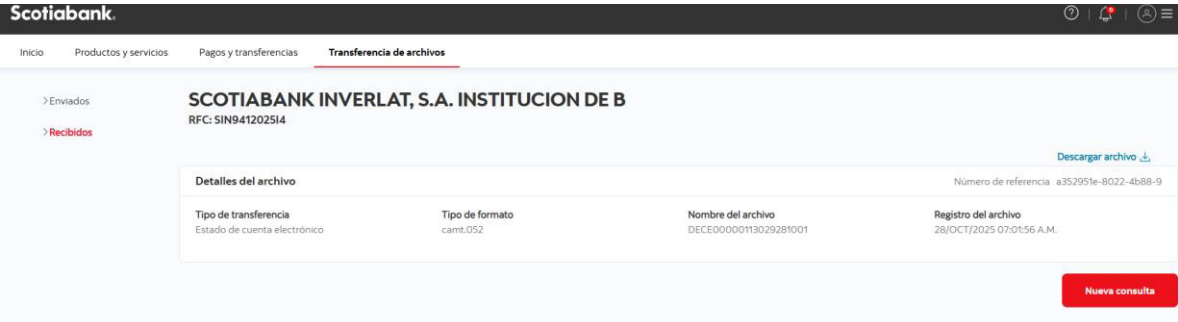 Scotiabank.
Inicio Productos y servicios Pagos y transferencias Transferencia de archivos
>Enviados
>Recibidos
SCOTIABANK INVERLAT, S.A. INSTITUCION DE B
RFC: SIN9412025I4
Descargar archivo
Detalles del archivo Número de referencia a352951e-8022-4b88-9
Tipo de transferencia Tipo de formato Nombre del archivo Registro del archivo
Estado de cuenta electrónico camt.052 DECE00000113029281001 28/OCT/2025 07:01:56 A.M.
Nueva consulta